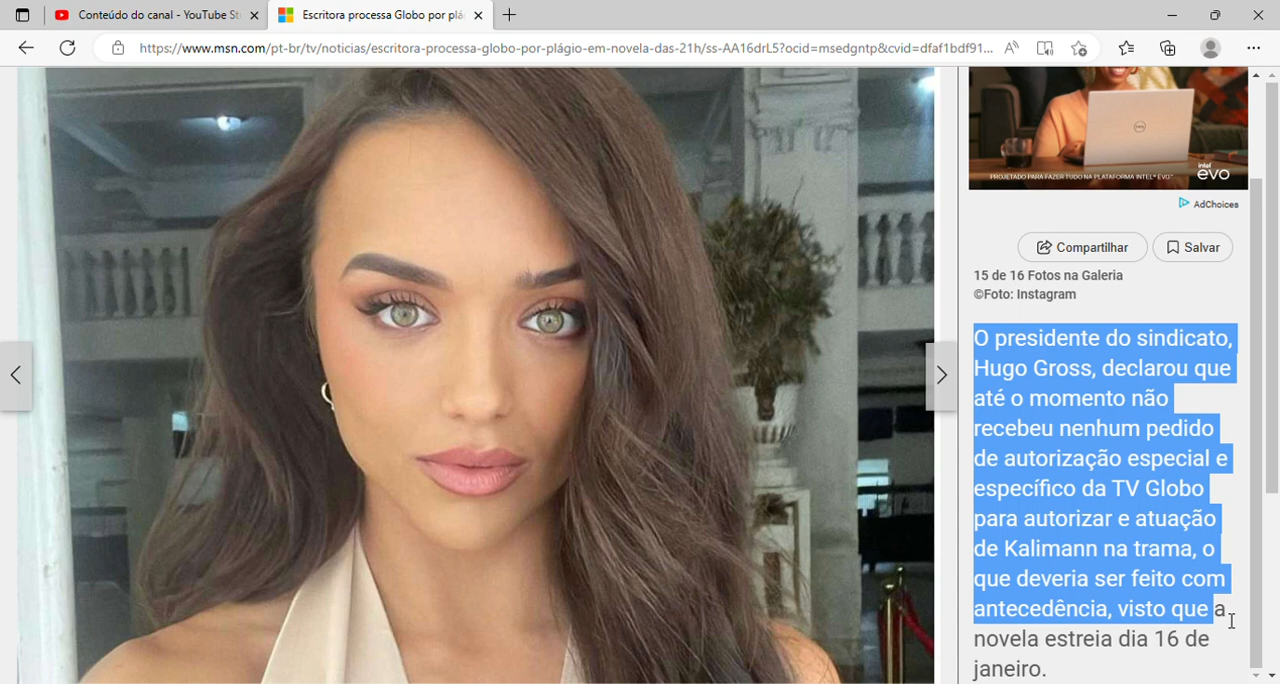 Conteúdo do canal - YouTube St
Escritora processa Globo por plá
https://www.msn.com/pt-br/tv/noticias/escritora-processa-globo-por-plágio-em-novela-das-21h/ss-AA16drL5?ocid=msedgntp&cvid=dfaf1bdf91...
DELL
PROJETADO PARA FAZER TUDO NA PLATAFORMA INTEL® EVO™
intel
evo
AdChoices
Compartilhar
Salvar
15 de 16 Fotos na Galeria
©Foto: Instagram
O presidente do sindicato,
Hugo Gross, declarou que
até o momento não
recebeu nenhum pedido
de autorização especial e
específico da TV Globo
para autorizar e atuação
de Kalimann na trama, o
que deveria ser feito com
antecedência, visto que a
novela estreia dia 16 de
janeiro.